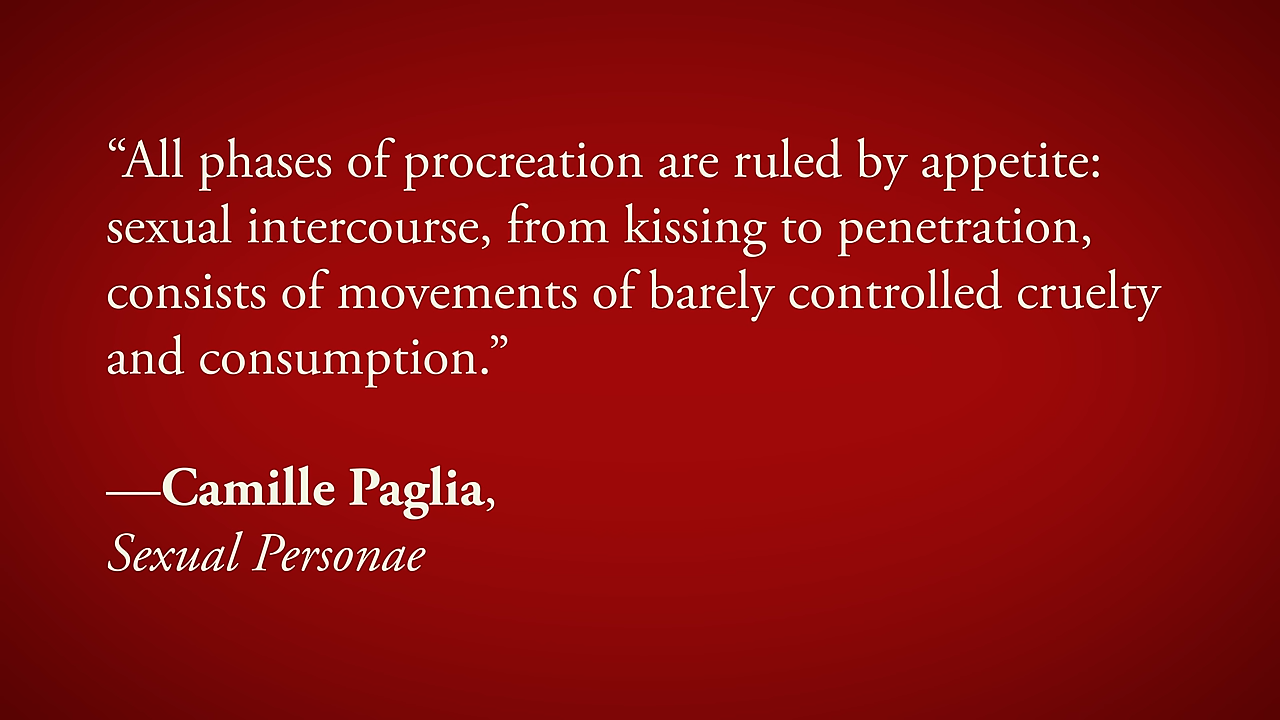 “All phases of procreation are ruled by appetite:
sexual intercourse, from kissing to penetration,
consists of movements of barely controlled cruelty
and consumption.”
—Camille Paglia,
Sexual Personae